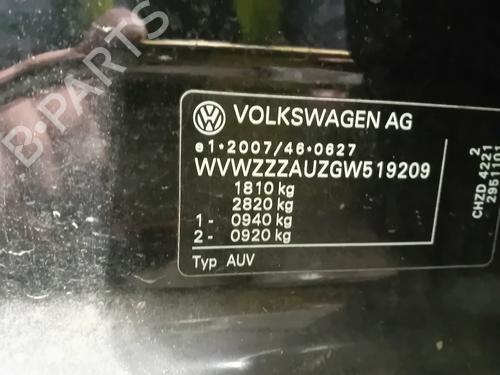 B-PARTS
VOLKSWAGEN AG
e1*2007/46*0627
WVWZZZAUZGW519209
1810 kg
2820 kg
1- 0940 kg
2- 0920 kg
Typ AUV
2
CHZD 4221
2951101